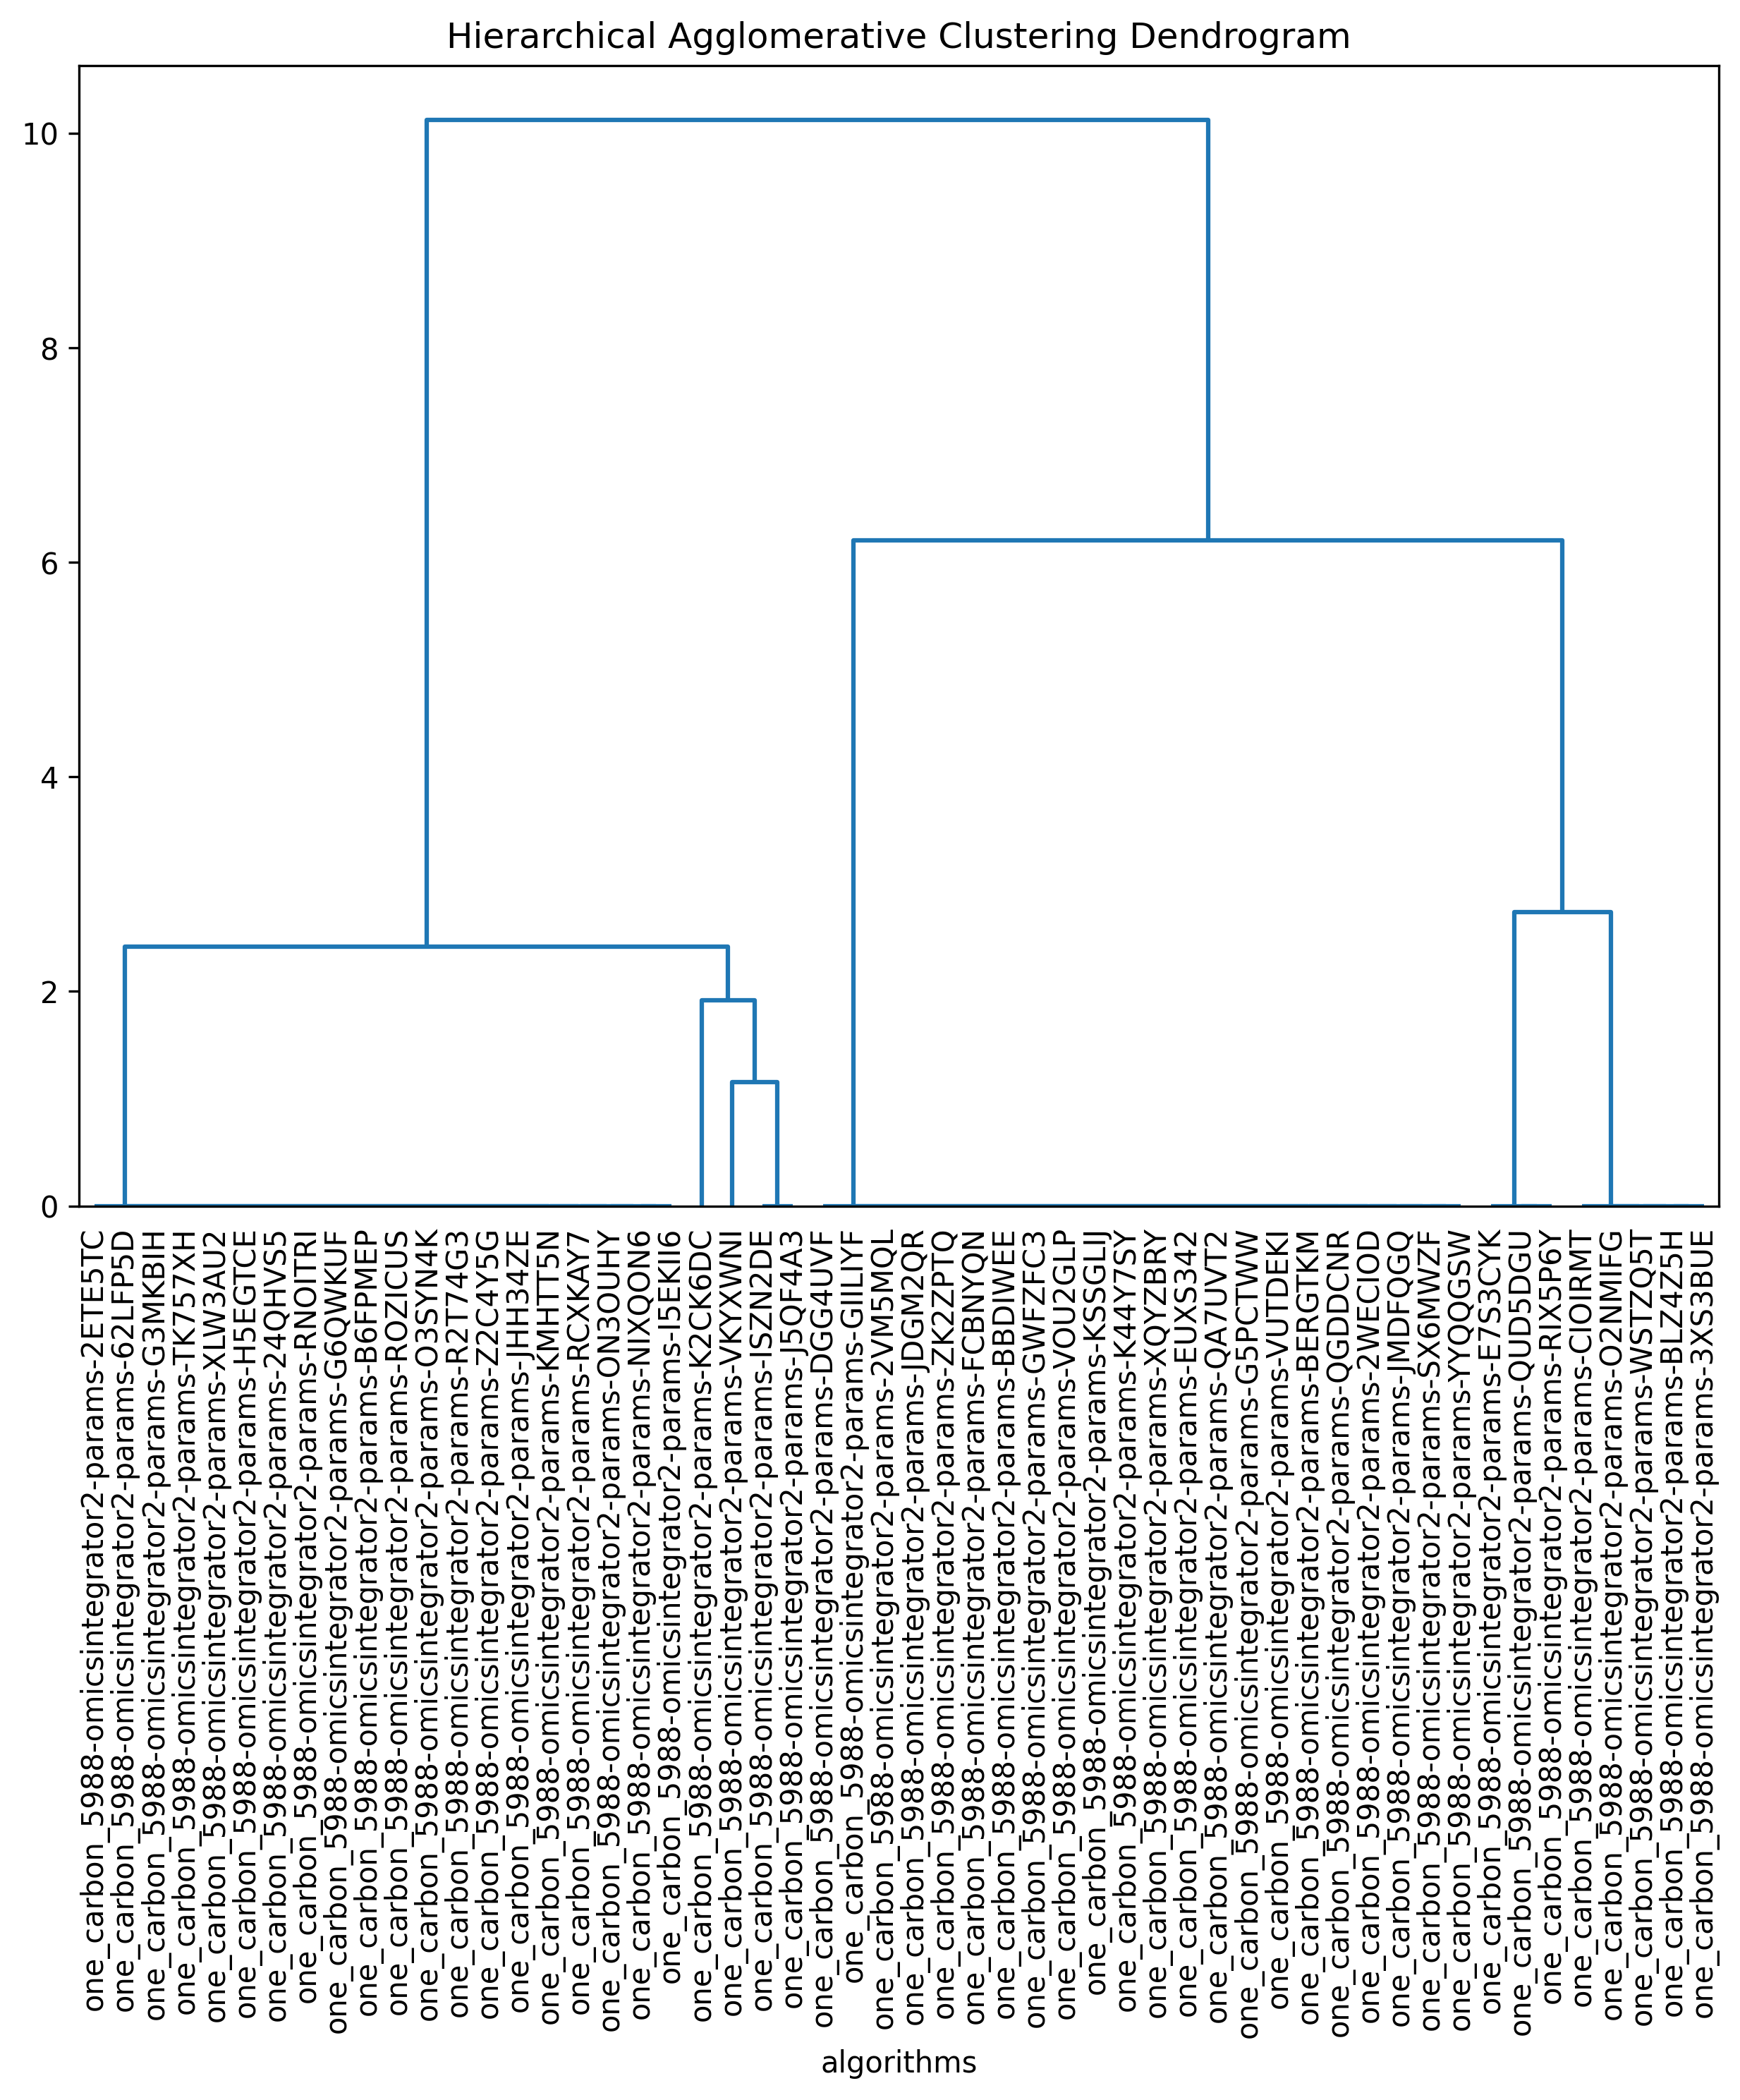 Hierarchical Agglomerative Clustering Dendrogram
10
8
6
4
2
0
one_carbon_5988-omicsintegrator2-params-2ETE5TC
one_carbon_5988-omicsintegrator2-params-62LFP5D
one_carbon_5988-omicsintegrator2-params-G3MKBIH
one_carbon_5988-omicsintegrator2-params-TK757XH
one_carbon_5988-omicsintegrator2-params-XLW3AU2
one_carbon_5988-omicsintegrator2-params-H5EGTCE
one_carbon_5988-omicsintegrator2-params-24QHVS5
one_carbon_5988-omicsintegrator2-params-RNOITRI
one_carbon_5988-omicsintegrator2-params-G6QWKUF
one_carbon_5988-omicsintegrator2-params-B6FPMEP
one_carbon_5988-omicsintegrator2-params-ROZICUS
one_carbon_5988-omicsintegrator2-params-O3SYN4K
one_carbon_5988-omicsintegrator2-params-R2T74G3
one_carbon_5988-omicsintegrator2-params-Z2C4Y5G
one_carbon_5988-omicsintegrator2-params-JHH34ZE
one_carbon_5988-omicsintegrator2-params-KMHTT5N
one_carbon_5988-omicsintegrator2-params-RCXKAY7
one_carbon_5988-omicsintegrator2-params-ON3OUHY
one_carbon_5988-omicsintegrator2-params-NIXQON6
one_carbon_5988-omicsintegrator2-params-I5EKII6
one_carbon_5988-omicsintegrator2-params-K2CK6DC
one_carbon_5988-omicsintegrator2-params-VKYXWNI
one_carbon_5988-omicsintegrator2-params-ISZN2DE
one_carbon_5988-omicsintegrator2-params-J5QF4A3
one_carbon_5988-omicsintegrator2-params-DGG4UVF
one_carbon_5988-omicsintegrator2-params-GIILIYF
one_carbon_5988-omicsintegrator2-params-2VM5MQL
one_carbon_5988-omicsintegrator2-params-JDGM2QR
one_carbon_5988-omicsintegrator2-params-ZK2ZPTQ
one_carbon_5988-omicsintegrator2-params-FCBNYQN
one_carbon_5988-omicsintegrator2-params-BBDIWEE
one_carbon_5988-omicsintegrator2-params-GWFZFC3
one_carbon_5988-omicsintegrator2-params-VOU2GLP
one_carbon_5988-omicsintegrator2-params-KSSGLIJ
one_carbon_5988-omicsintegrator2-params-K44Y7SY
one_carbon_5988-omicsintegrator2-params-XQYZBRY
one_carbon_5988-omicsintegrator2-params-EUXS342
one_carbon_5988-omicsintegrator2-params-QA7UVT2
one_carbon_5988-omicsintegrator2-params-G5PCTWW
one_carbon_5988-omicsintegrator2-params-VUTDEKI
one_carbon_5988-omicsintegrator2-params-BERGTKM
one_carbon_5988-omicsintegrator2-params-QGDDCNR
one_carbon_5988-omicsintegrator2-params-2WECIOD
one_carbon_5988-omicsintegrator2-params-JMDFQGQ
one_carbon_5988-omicsintegrator2-params-SX6MWZF
one_carbon_5988-omicsintegrator2-params-YYQQGSW
one_carbon_5988-omicsintegrator2-params-E7S3CYK
one_carbon_5988-omicsintegrator2-params-QUD5DGU
one_carbon_5988-omicsintegrator2-params-RIX5P6Y
one_carbon_5988-omicsintegrator2-params-CIOIRMT
one_carbon_5988-omicsintegrator2-params-O2NMIFG
one_carbon_5988-omicsintegrator2-params-WSTZQ5T
one_carbon_5988-omicsintegrator2-params-BLZ4Z5H
one_carbon_5988-omicsintegrator2-params-3XS3BUE
algorithms